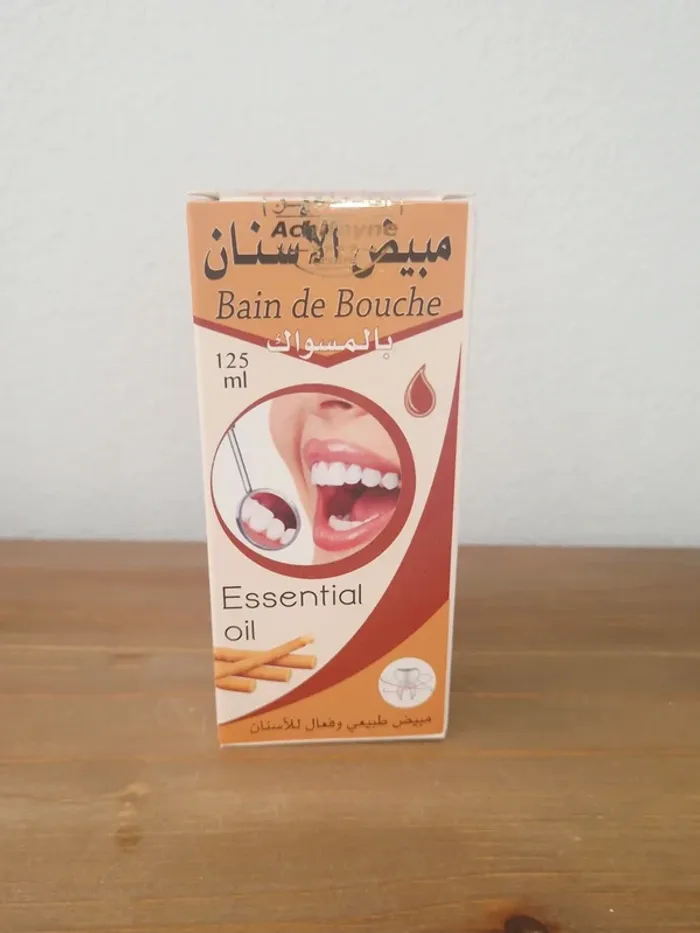 مبيض الأسنان
Bain de Bouche
بالمسواك
125
ml
Essential
oil
مبيض طبيعي وفعال للأسنان